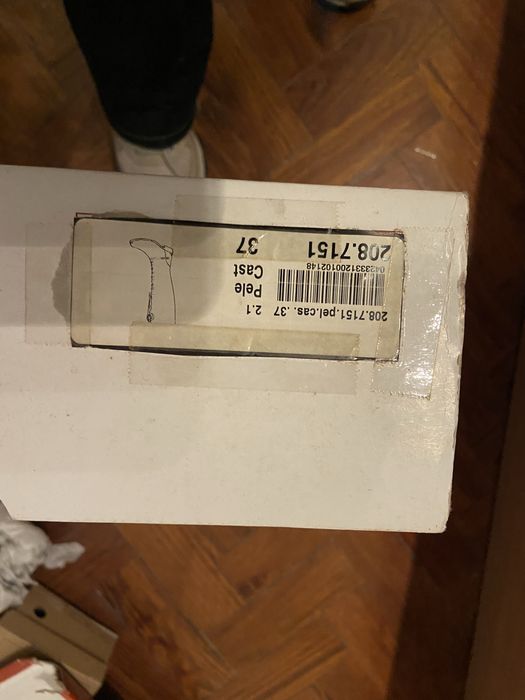 208.7151.pel.cas. .37 2.1
Pele
0423331200102148
Cast
208.7151 37